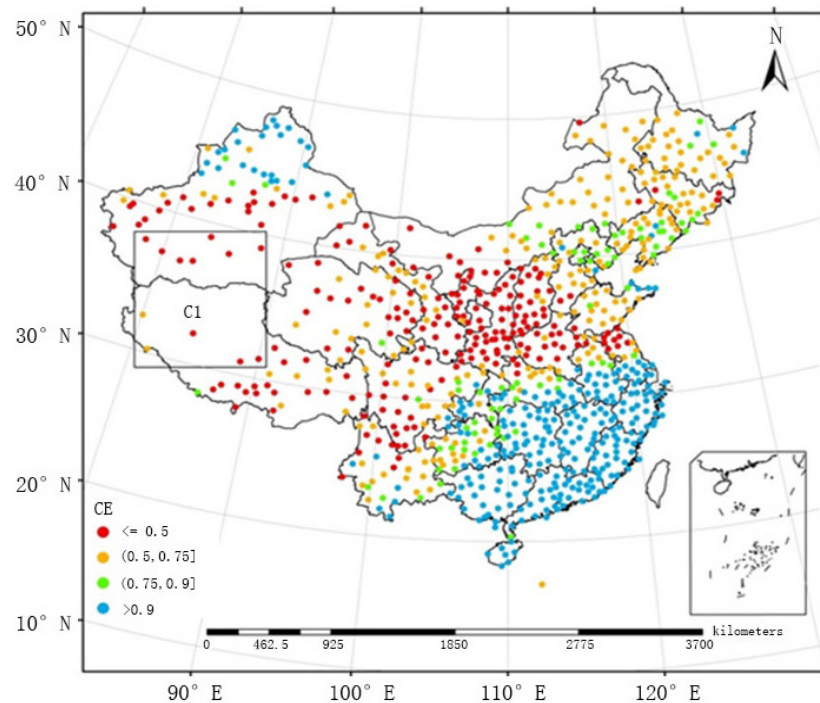 50° N
N
40° N
C1
30° N
20° N
CE
<= 0.5
(0.5,0.75]
(0.75,0.9]
>0.9
10° N
kilometers
0 462.5 925 1850 2775 3700
90° E 100° E 110° E 120° E